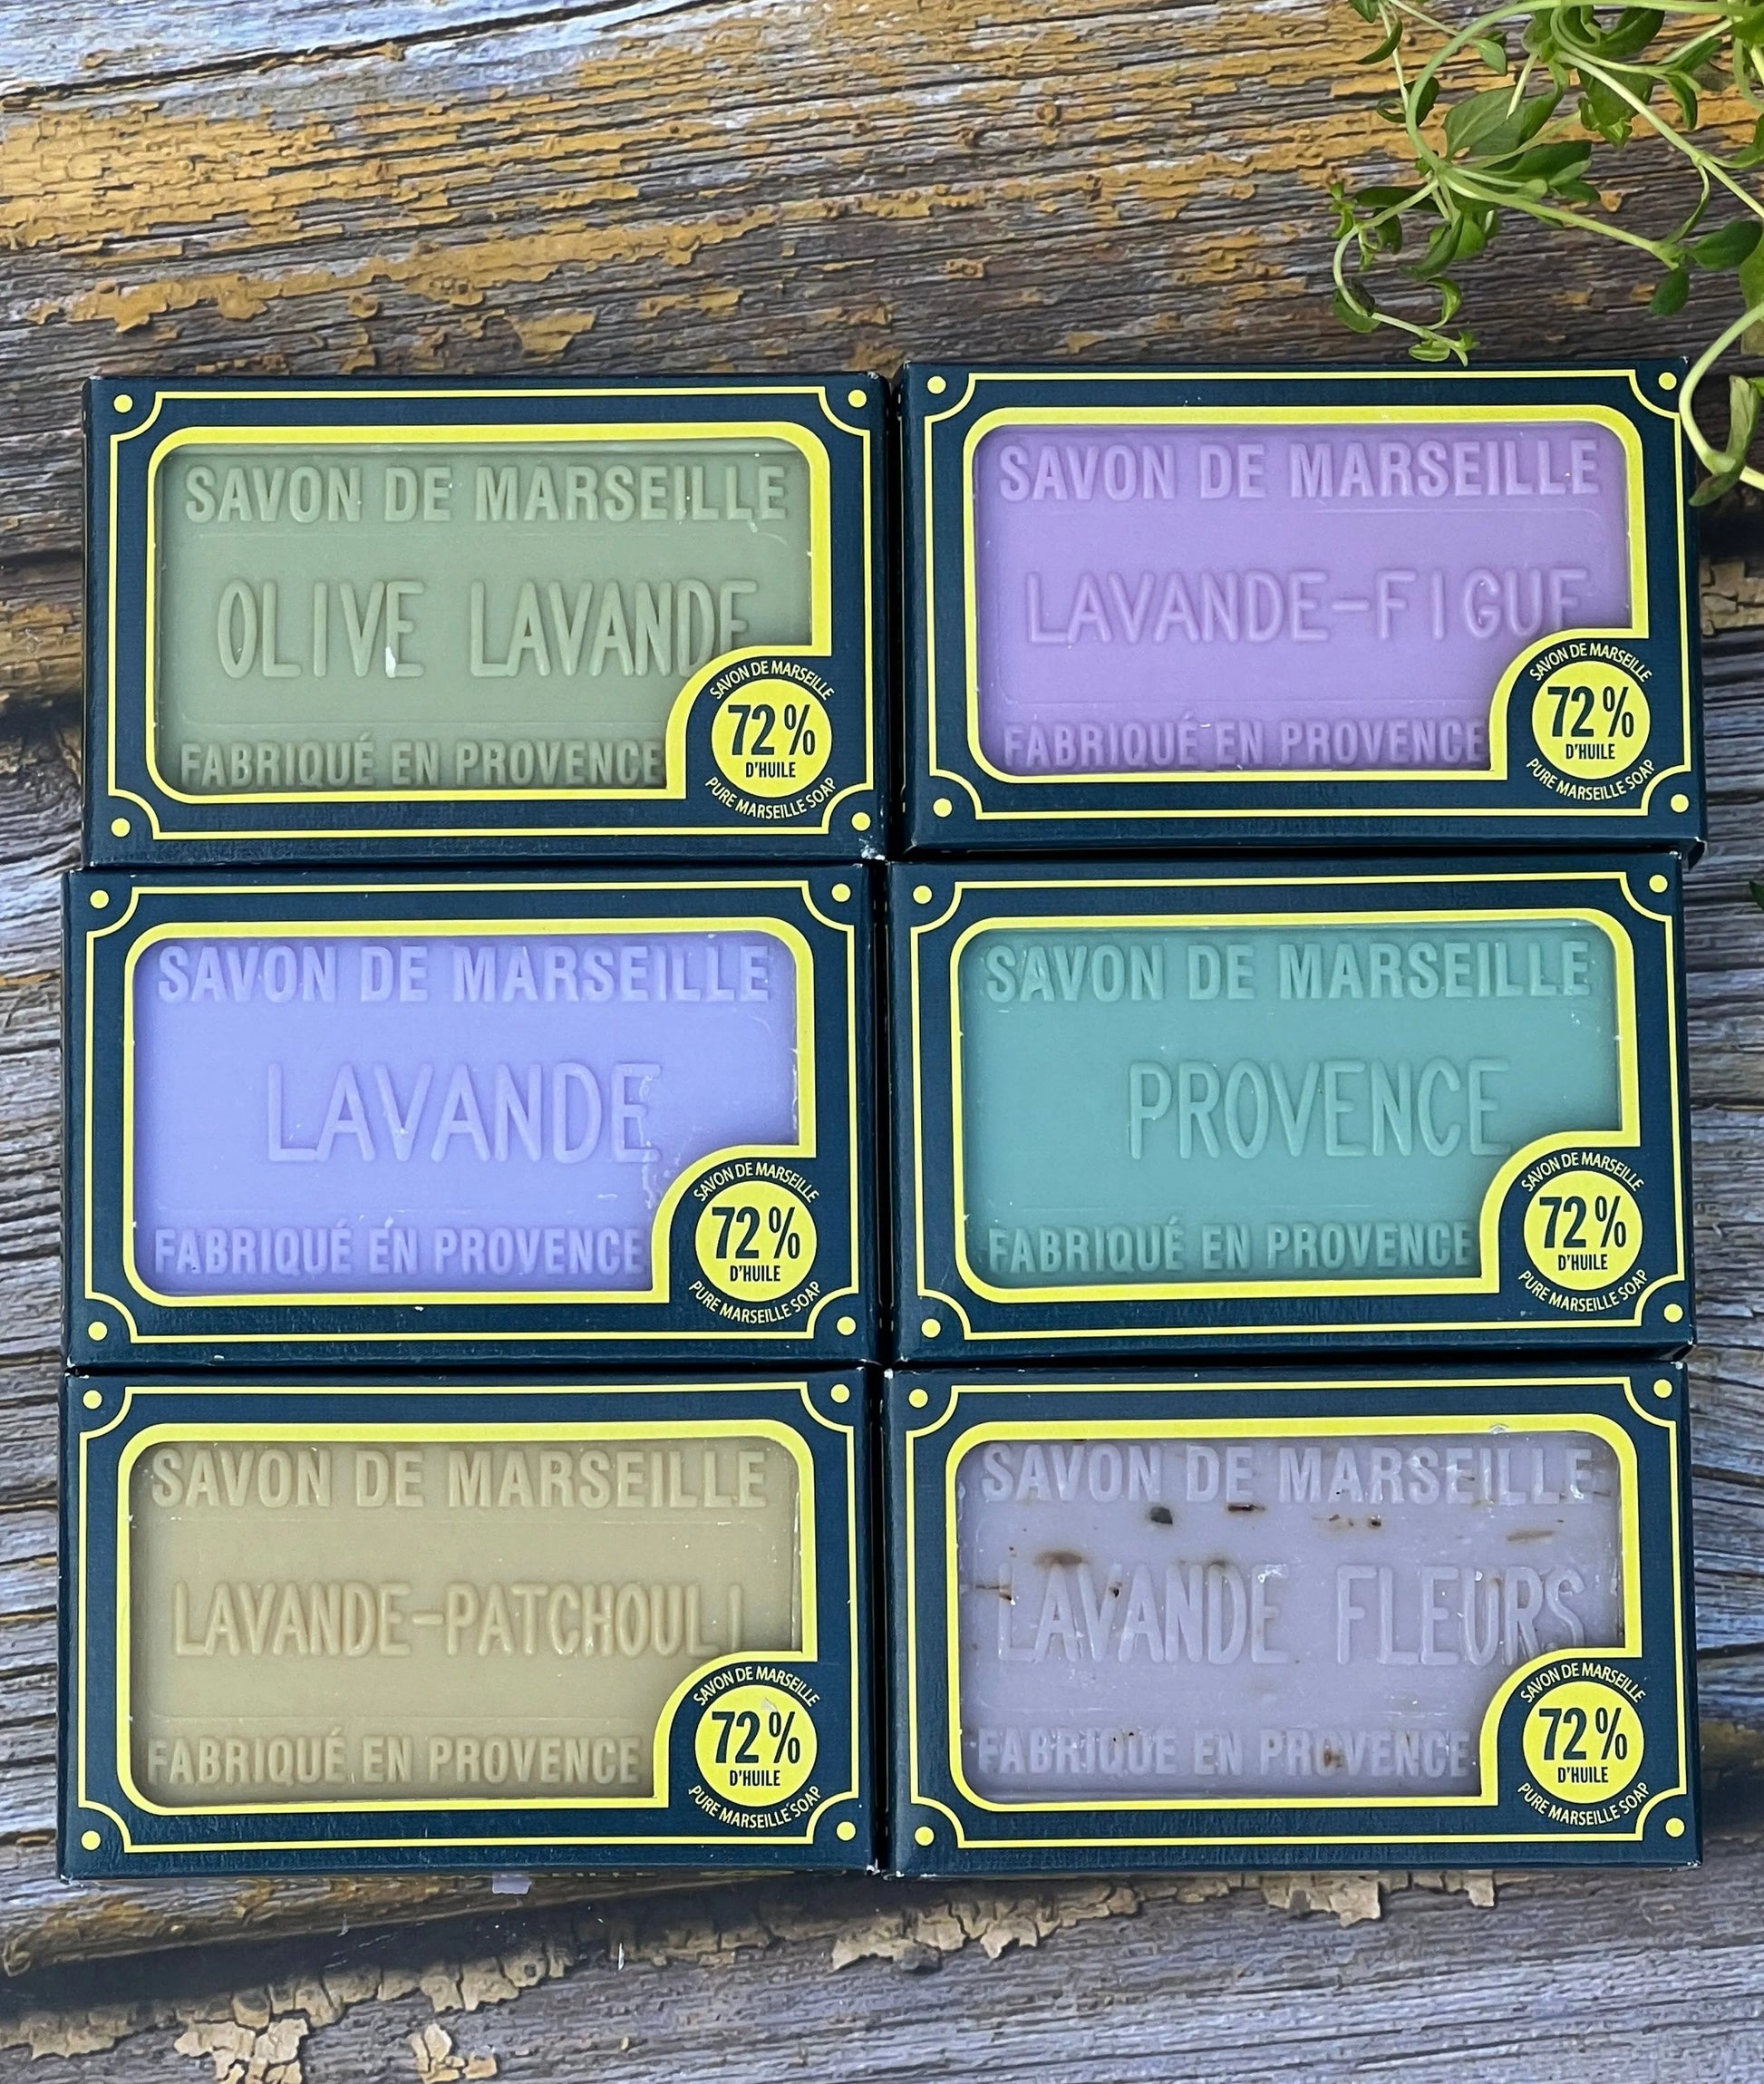 SAVON DE MARSEILLE
OLIVE LAVANDE
FABRIQUÉ EN PROVENCE
SAVON DE MARSEILLE
72%
D'HUILE
PURE MARSEILLE SOAP
SAVON DE MARSEILLE
LAVANDE-FIGUE
FABRIQUÉ EN PROVENCE
SAVON DE MARSEILLE
72%
D'HUILE
PURE MARSEILLE SOAP
SAVON DE MARSEILLE
LAVANDE
FABRIQUÉ EN PROVENCE
SAVON DE MARSEILLE
72%
D'HUILE
PURE MARSEILLE SOAP
SAVON DE MARSEILLE
PROVENCE
FABRIQUÉ EN PROVENCE
SAVON DE MARSEILLE
72%
D'HUILE
PURE MARSEILLE SOAP
SAVON DE MARSEILLE
LAVANDE-PATCHOULI
FABRIQUÉ EN PROVENCE
SAVON DE MARSEILLE
72%
D'HUILE
PURE MARSEILLE SOAP
SAVON DE MARSEILLE
LAVANDE FLEURS
FABRIQUÉ EN PROVENCE
SAVON DE MARSEILLE
72%
D'HUILE
PURE MARSEILLE SOAP